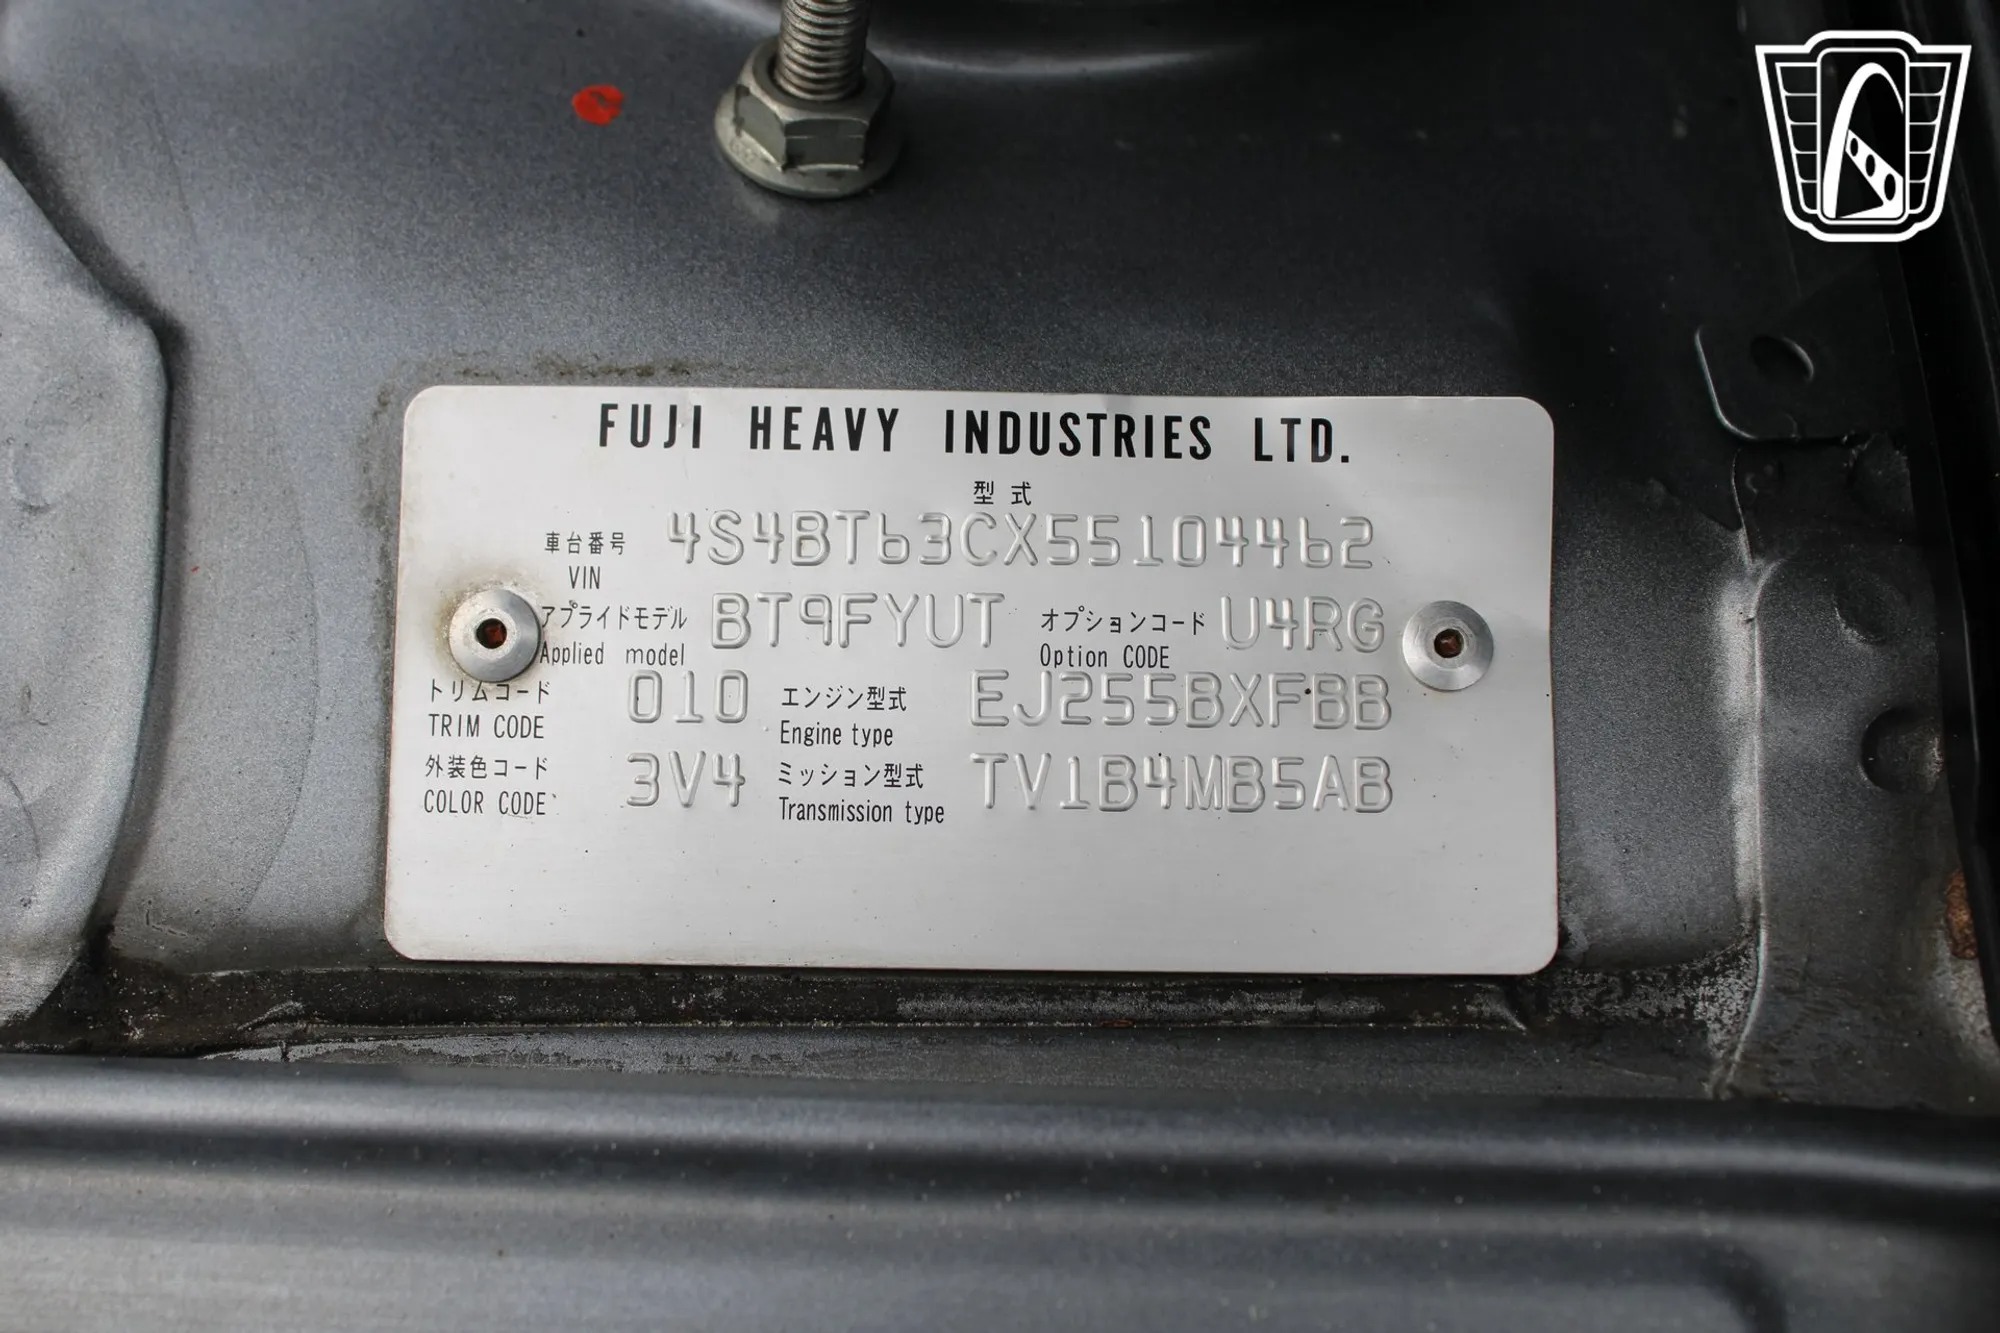 FUJI HEAVY INDUSTRIES LTD.
型式
車台番号 4S4BT63CX55104462
VIN
アプライドモデル BT9FYUT オプションコード U4RG
Applied model Option CODE
トリムコード 010 エンジン型式 EJ255BXFBB
TRIM CODE Engine type
外装色コード 3V4 ミッション型式 TV1B4MB5AB
COLOR CODE Transmission type